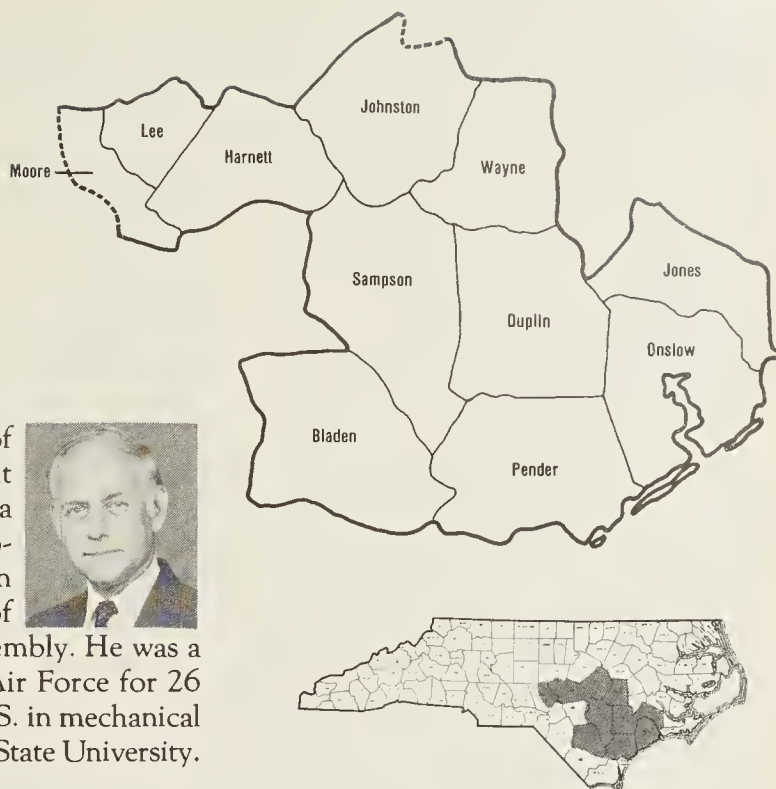 Johnston
Lee
Harnett
Wayne
Moore
Jones
Sampson
Duplin
Onslow
Bladen
Pender
of
a
n
of
embly. He was a
Air Force for 26
S. in mechanical
State University.